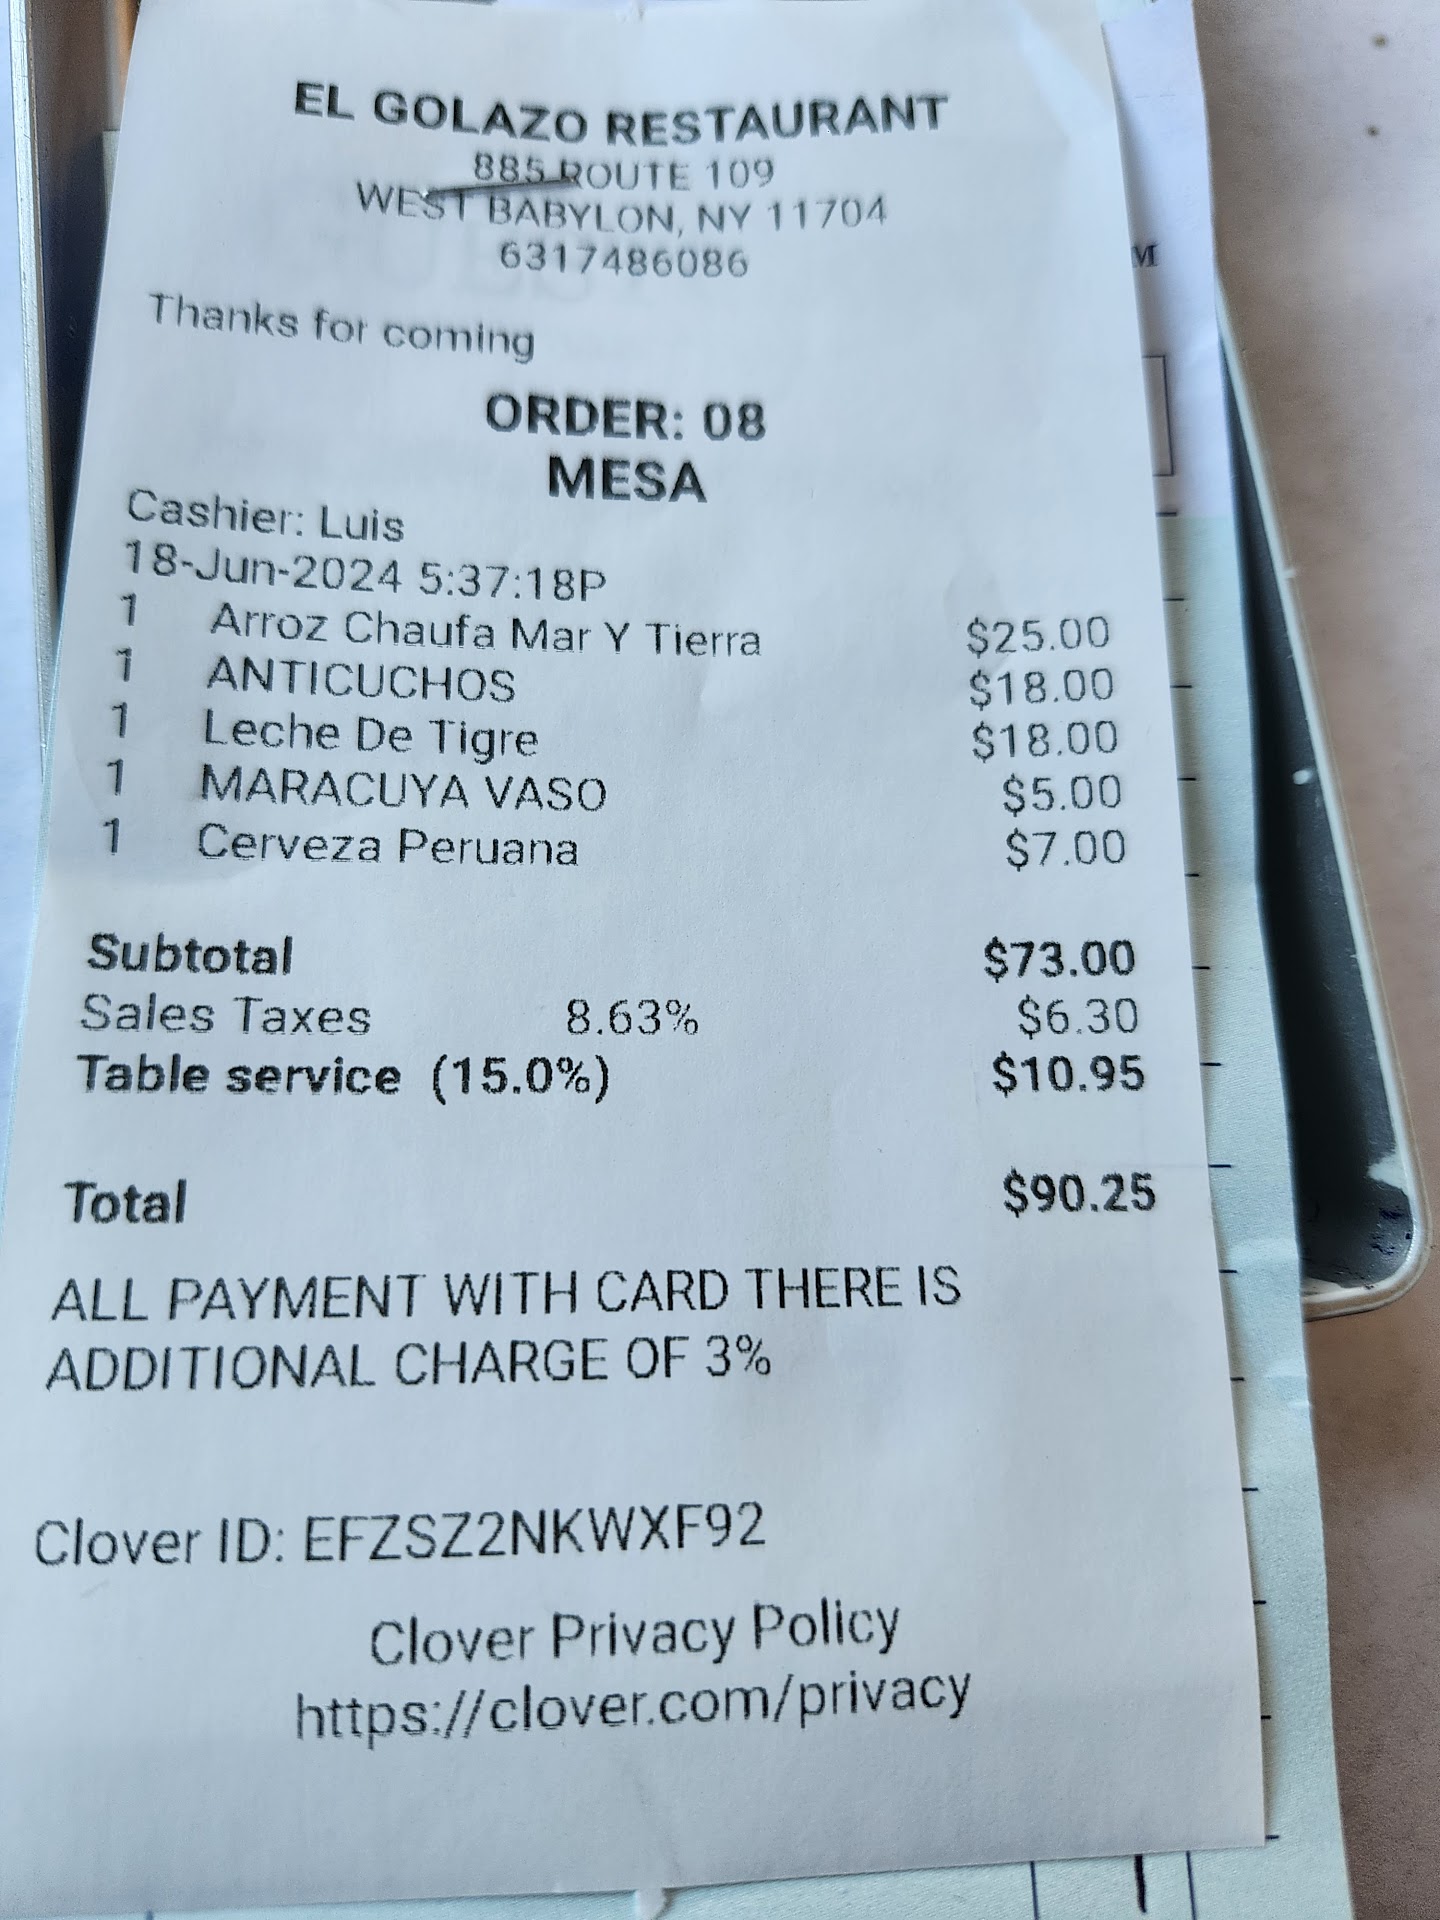 EL GOLAZO RESTAURANT
885 ROUTE 109
WEST BABYLON, NY 11704
6317486086
Thanks for coming
ORDER: 08
MESA
Cashier: Luis
18-Jun-2024 5:37:18P
1 Arroz Chaufa Mar Y Tierra $25.00
1 ANTICUCHOS $18.00
1 Leche De Tigre $18.00
1 MARACUYA VASO $5.00
1 Cerveza Peruana $7.00
Subtotal $73.00
Sales Taxes 8.63% $6.30
Table service (15.0%) $10.95
Total $90.25
ALL PAYMENT WITH CARD THERE IS
ADDITIONAL CHARGE OF 3%
Clover ID: EFZSZ2NKWXF92
Clover Privacy Policy
https://clover.com/privacy